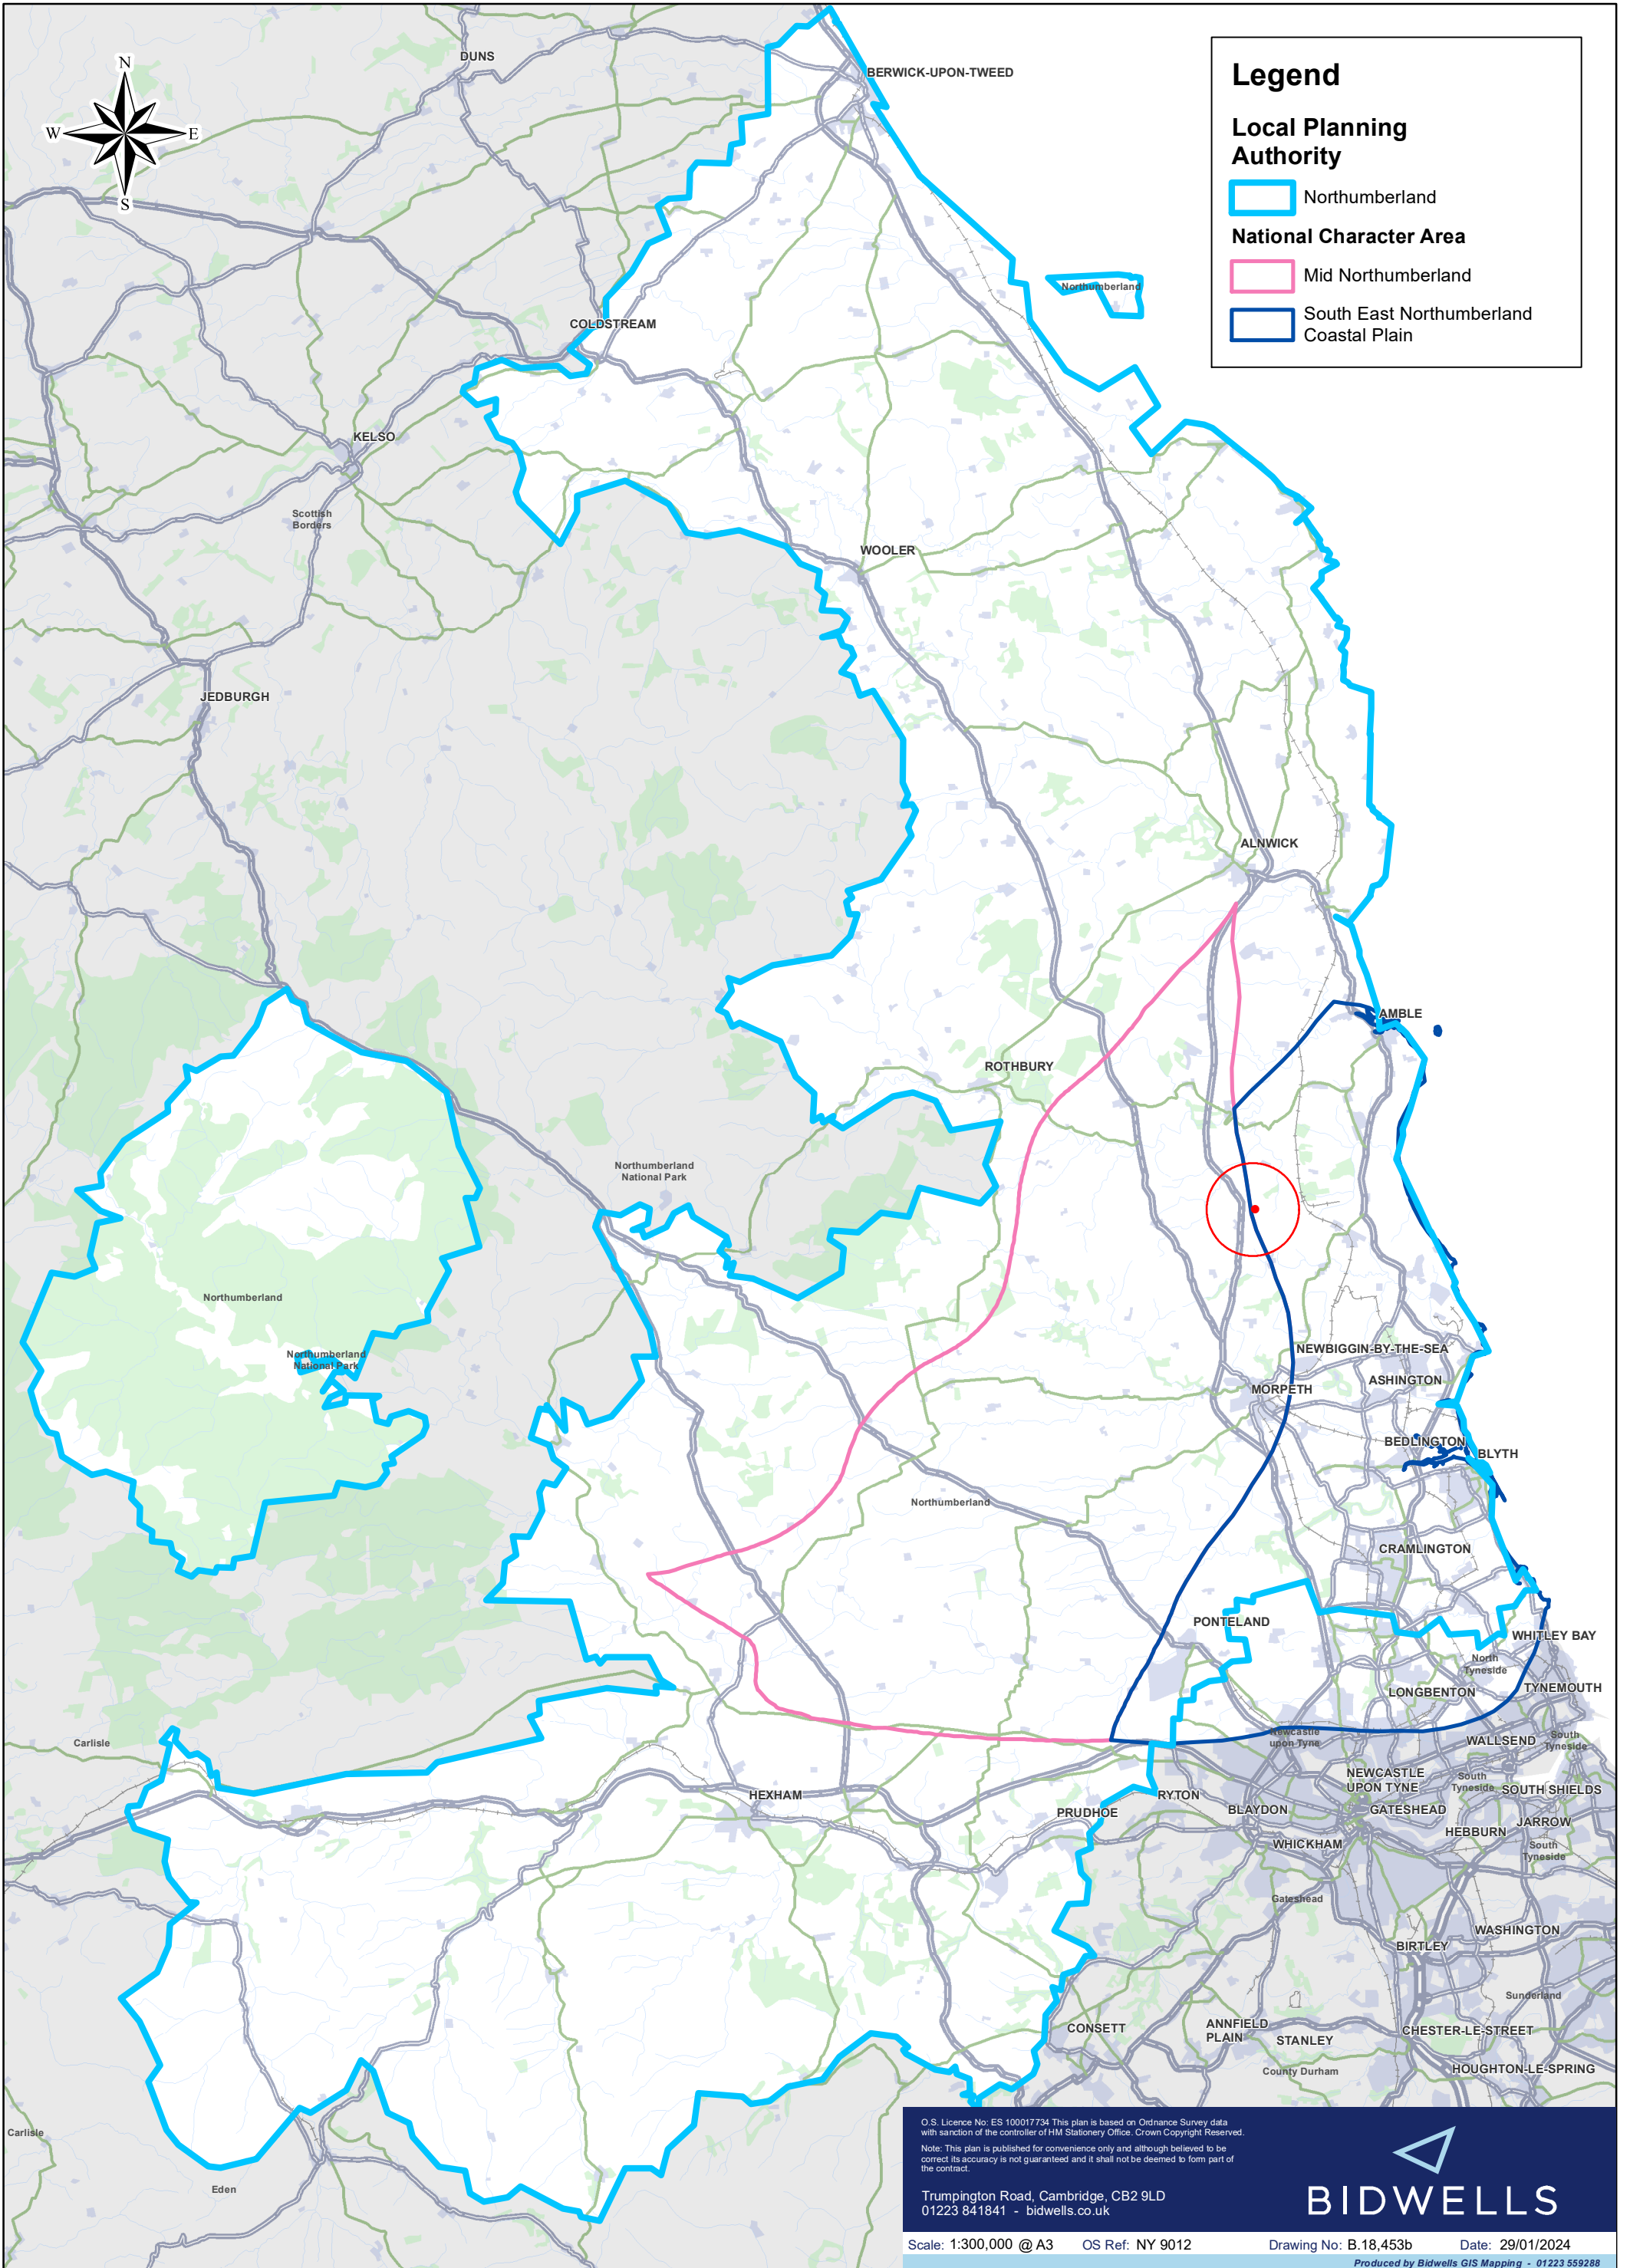 N
W
E
S
Legend
Local Planning
Authority
Northumberland
National Character Area
Mid Northumberland
South East Northumberland
Coastal Plain
DUNS
BERWICK-UPON-TWEED
Northumberland
COLDSTREAM
KELSO
Scottish
Borders
WOOLER
JEDBURGH
ALNWICK
AMBLE
ROTHBURY
Northumberland
National Park
Northumberland
Northumberland
National Park
NEWBIGGIN-BY-THE-SEA
ASHINGTON
MORPETH
BEDLINGTON
BLYTH
Northumberland
CRAMLINGTON
PONTELAND
WHITLEY BAY
North
Tyneside
LONGBENTON
TYNEMOUTH
Carlisle
Newcastle
upon Tyne
WALLSEND
South
Tyneside
NEWCASTLE
UPON TYNE
South
Tyneside
SOUTH SHIELDS
HEXHAM
RYTON
PRUDHOE
BLAYDON
GATESHEAD
JARROW
HEBBURN
WHICKHAM
South
Tyneside
Gateshead
WASHINGTON
BIRTLEY
Sunderland
CONSETT
ANNFIELD
PLAIN
STANLEY
CHESTER-LE-STREET
County Durham
HOUGHTON-LE-SPRING
Carlisle
Eden
O.S. Licence No: ES 100017734 This plan is based on Ordnance Survey data
with sanction of the controller of HM Stationery Office. Crown Copyright Reserved.
Note: This plan is published for convenience only and although believed to be
correct its accuracy is not guaranteed and it shall not be deemed to form part of
the contract.
Trumpington Road, Cambridge, CB2 9LD
01223 841841 - bidwells.co.uk
BIDWELLS
Scale: 1:300,000 @ A3 OS Ref: NY 9012 Drawing No: B.18,453b Date: 29/01/2024
Produced by Bidwells GIS Mapping - 01223 559288